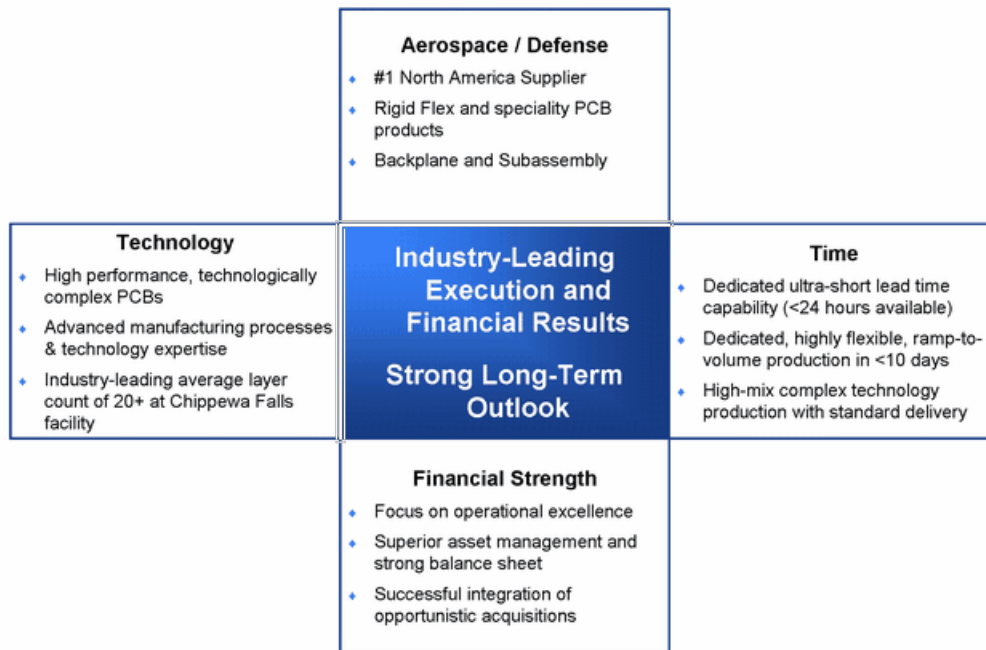 Aerospace / Defense
#1 North America Supplier
Rigid Flex and speciality PCB
products
Backplane and Subassembly
Technology
High performance, technologically
complex PCBs
Advanced manufacturing processes
& technology expertise
Industry-leading average layer
count of 20+ at Chippewa Falls
facility
Industry-Leading
Execution and
Financial Results
Strong Long-Term
Outlook
Time
Dedicated ultra-short lead time
capability (<24 hours available)
Dedicated, highly flexible, ramp-to-
volume production in <10 days
High-mix complex technology
production with standard delivery
Financial Strength
Focus on operational excellence
Superior asset management and
strong balance sheet
Successful integration of
opportunistic acquisitions